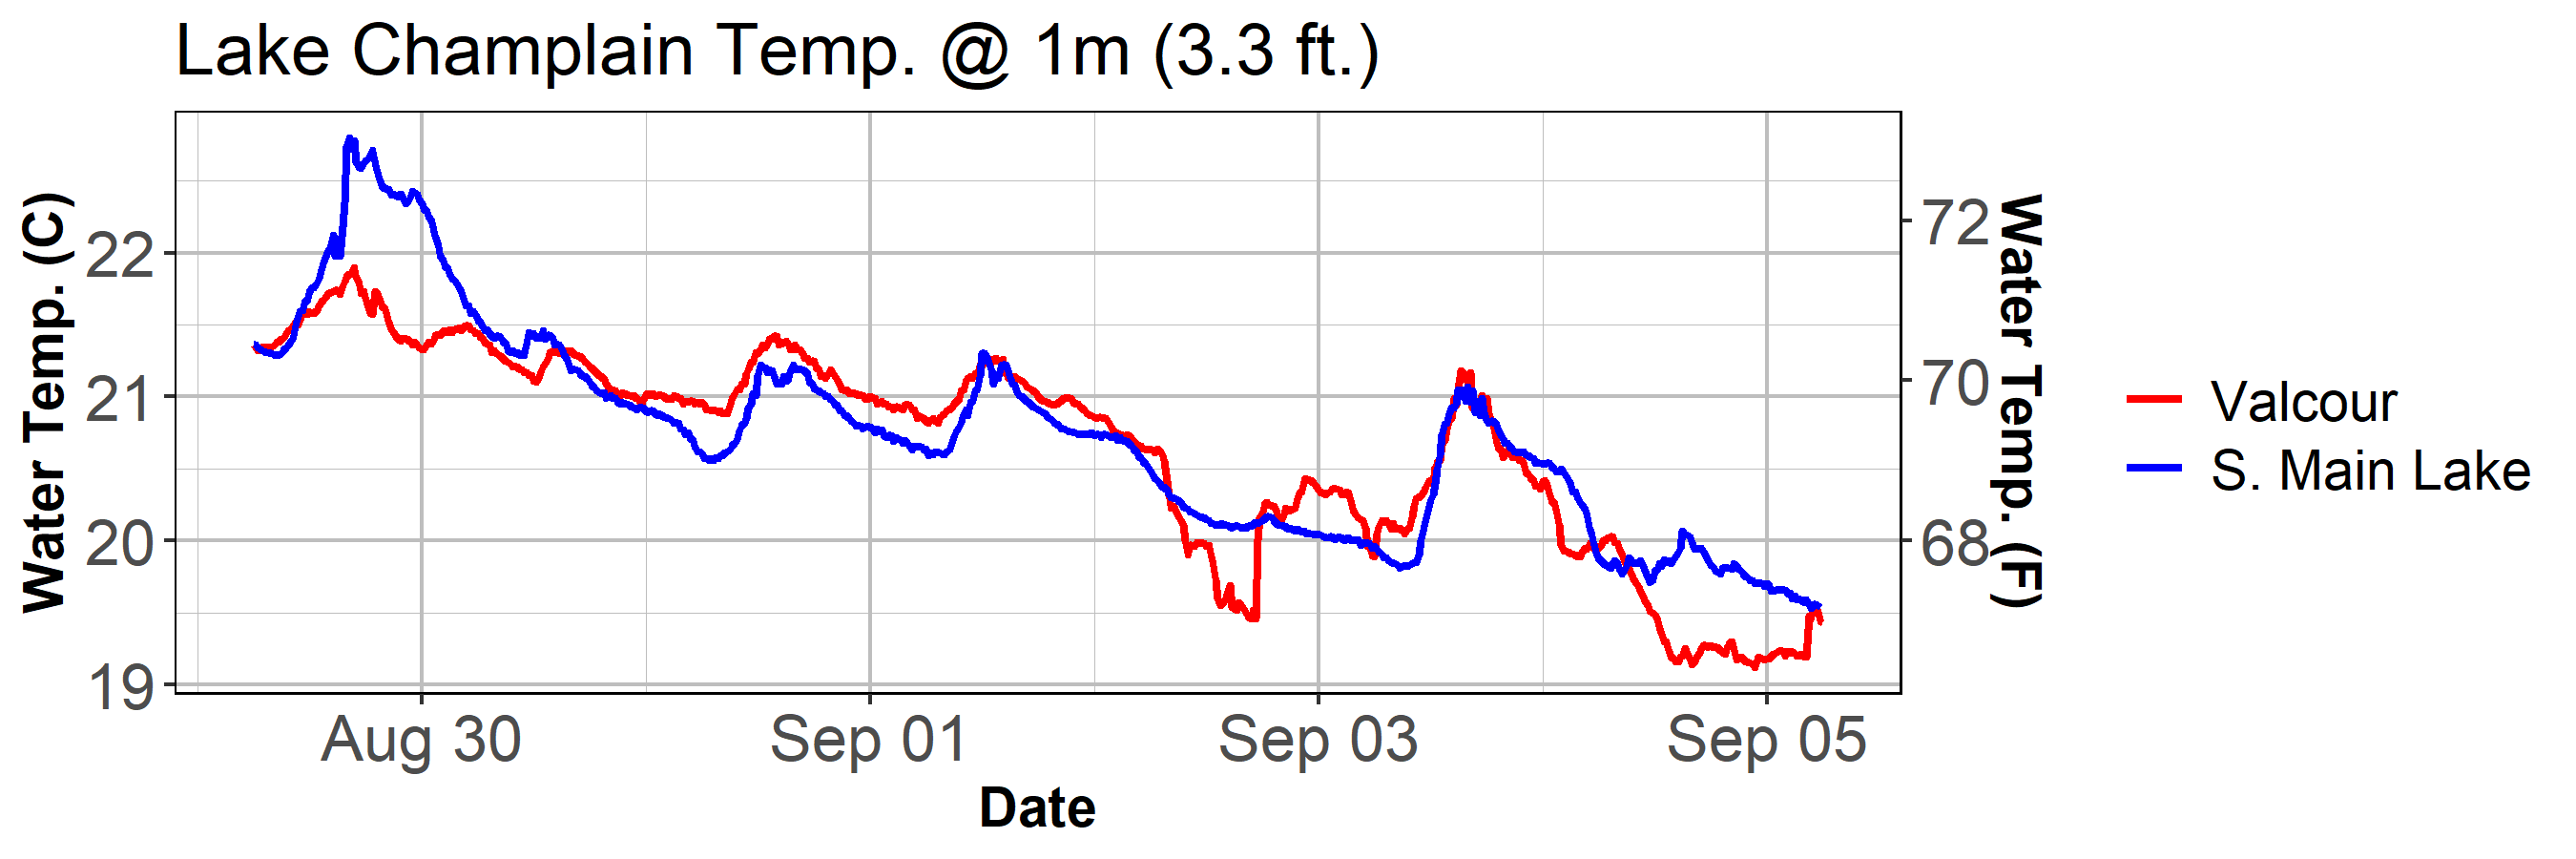 Lake Champlain Temp. @ 1m (3.3 ft.)
Water Temp. (C)
22
21
20
19
72
70
68
Water Temp. (F)
Aug 30
Sep 01
Sep 03
Sep 05
Date
Valcour
S. Main Lake